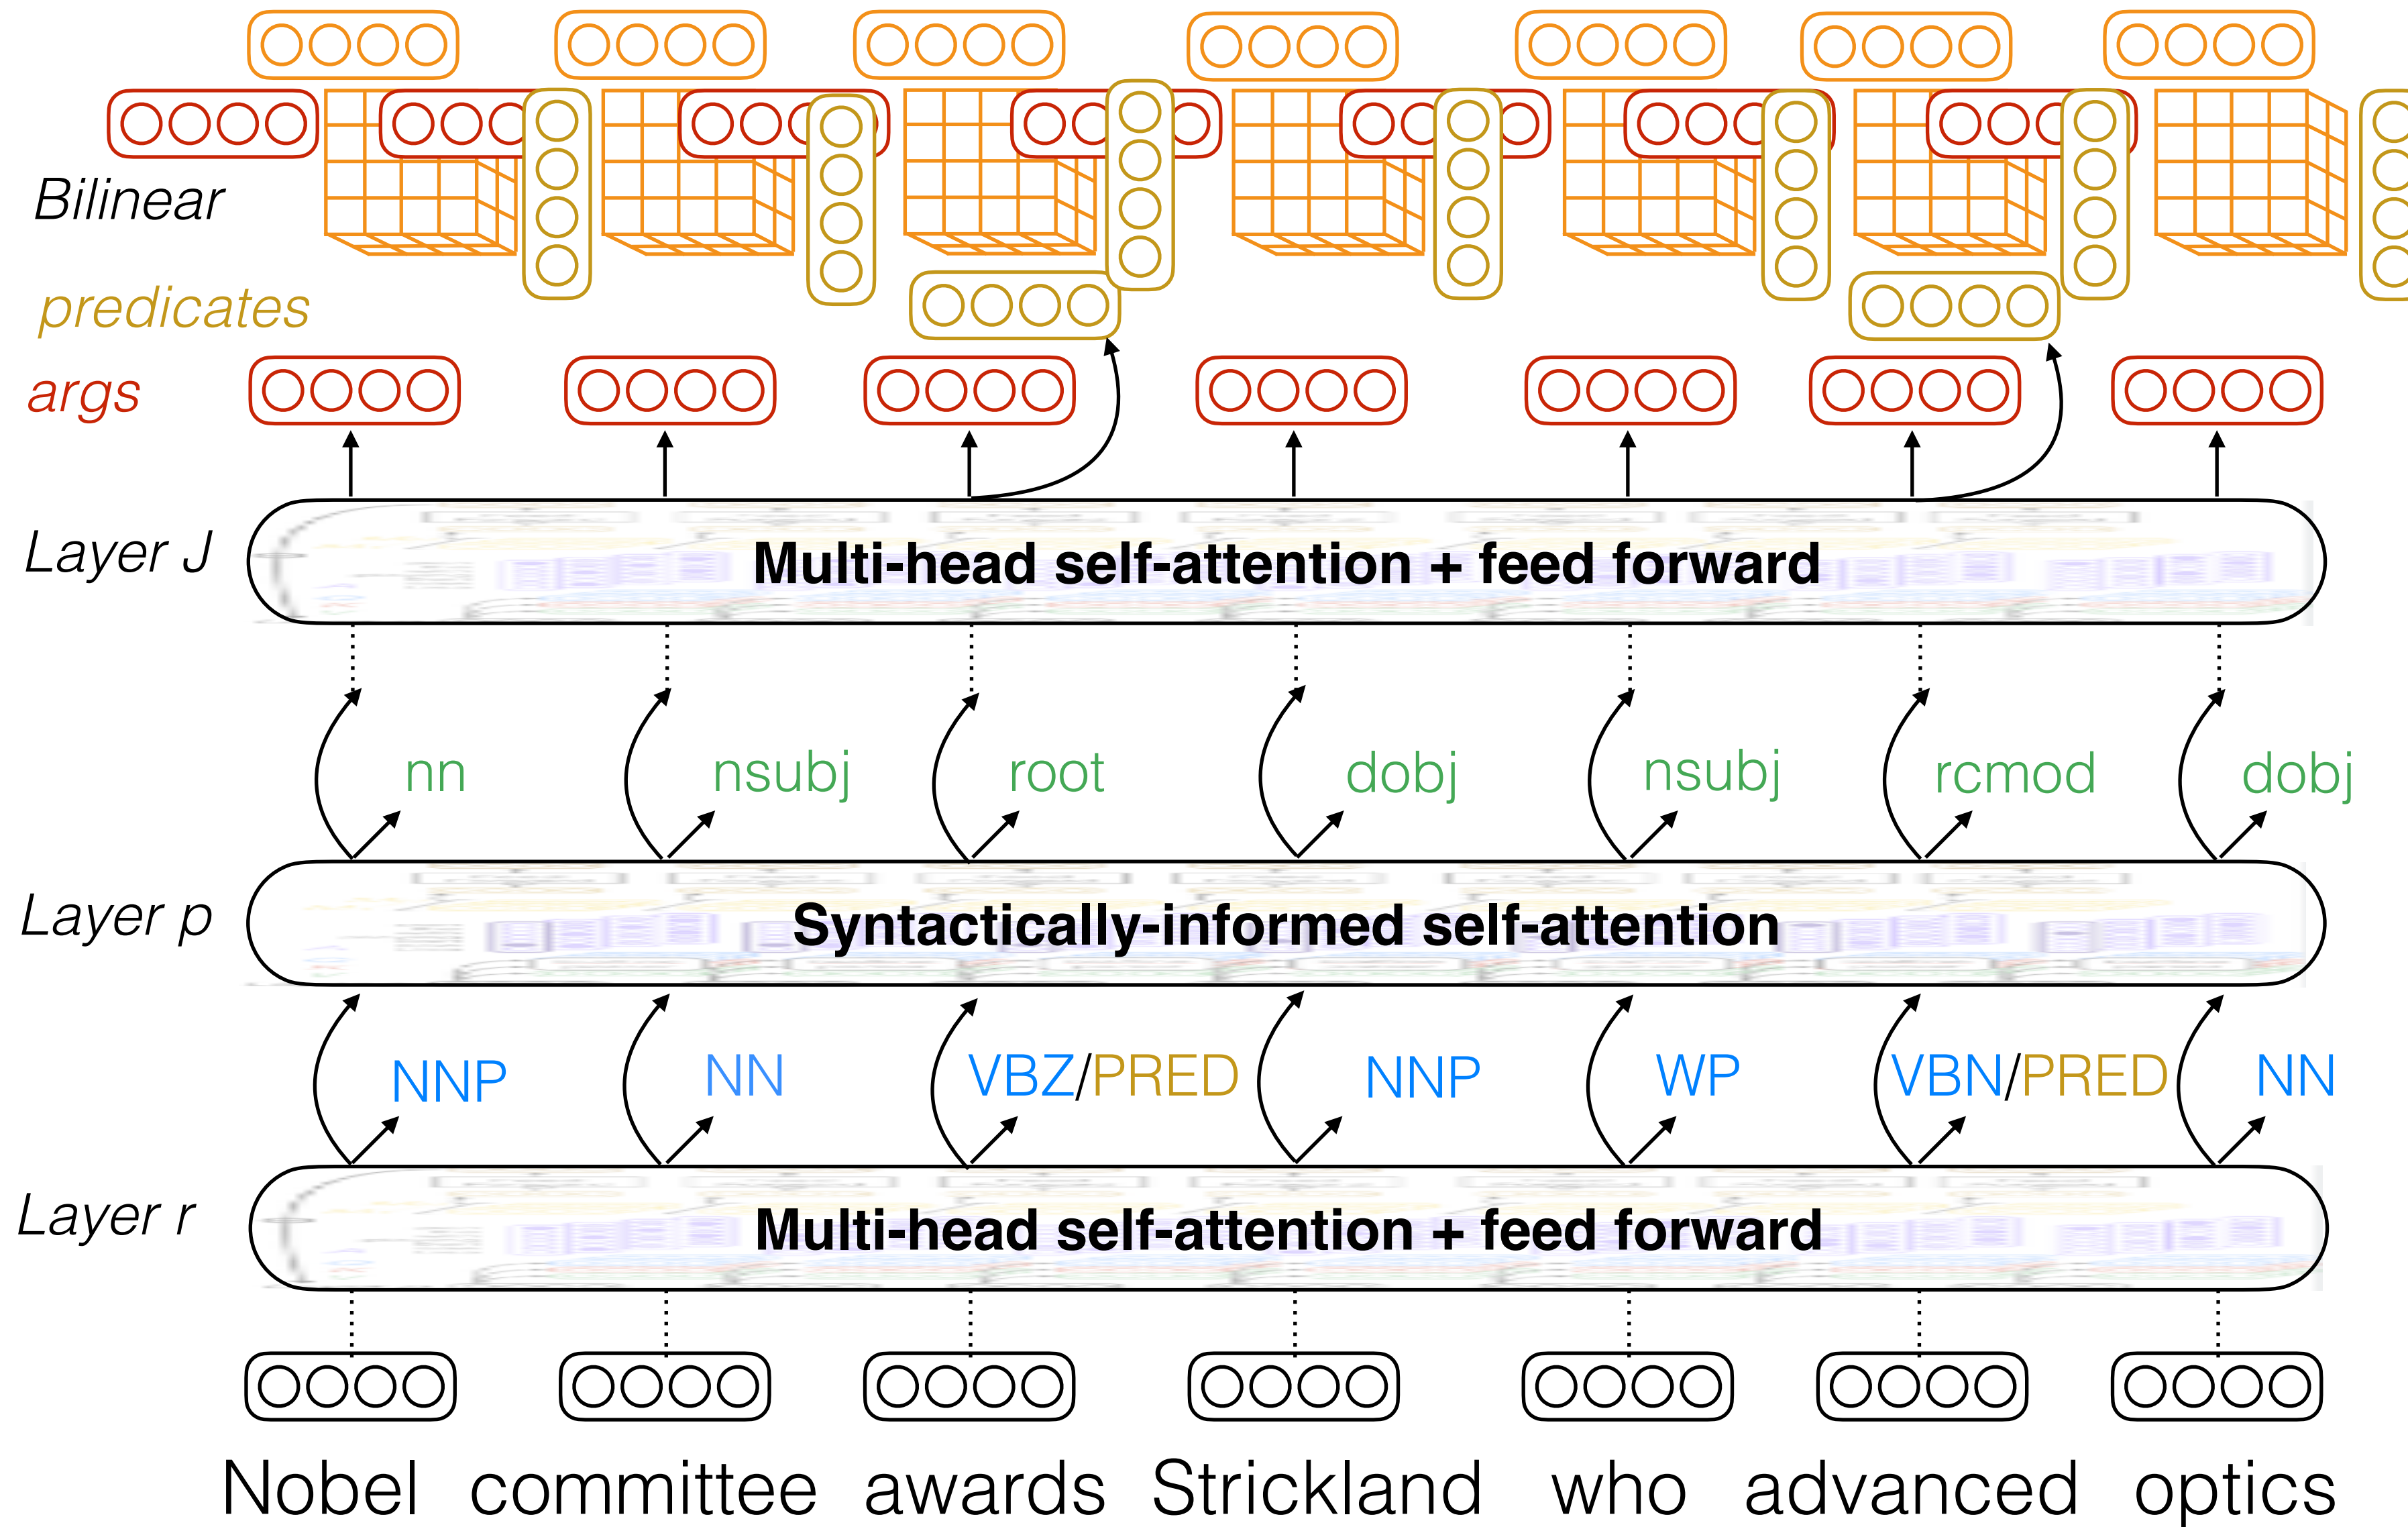 Bilinear
predicates
args
Layer J
Multi-head self-attention + feed forward
nn nsubj root dobj nsubj rcmod dobj
Layer p
Syntactically-informed self-attention
NNP NN VBZ/PRED NNP WP VBN/PRED NN
Layer r
Multi-head self-attention + feed forward
Nobel committee awards Strickland who advanced optics